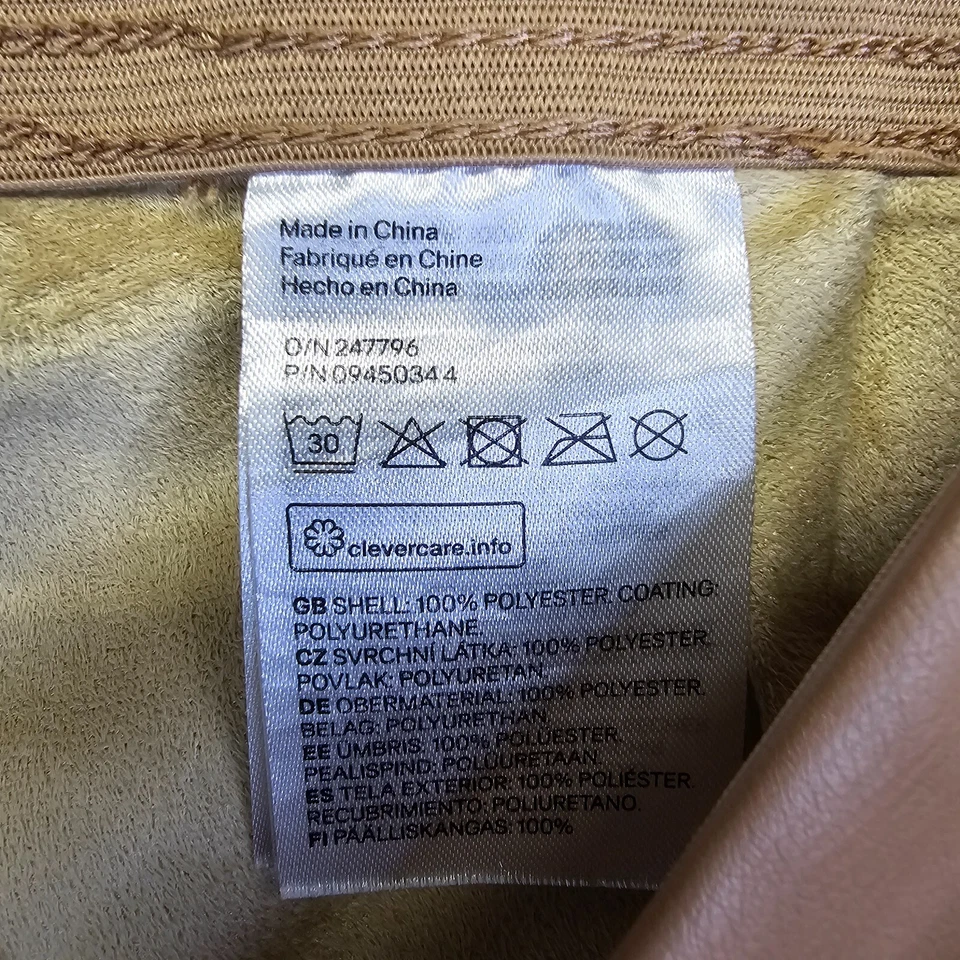 Made in China
Fabriqué en Chine
Hecho en China
O/N 247796
P/N 09450344
30
clevercare.info
GB SHELL: 100% POLYESTER. COATING:
POLYURETHANE.
CZ SVRCHNÍ LÁTKA: 100% POLYESTER.
POVLAK: POLYURETAN.
DE OBERMATERIAL: 100% POLYESTER.
BELAG: POLYURETHAN.
EE ÜMBRIS: 100% POLÜESTER.
PEALISPIND: POLUURETAAN.
ES TELA EXTERIOR: 100% POLIÉSTER.
RECUBRIMIENTO: POLIURETANO.
FI PÄÄLLISKANGAS: 100%